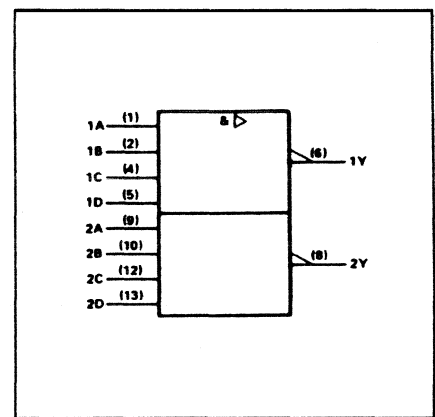 & ▷
1A (1)
1B (2)
1C (4)
1D (5)
2A (9)
2B (10)
2C (12)
2D (13)
(6) 1Y
(8) 2Y